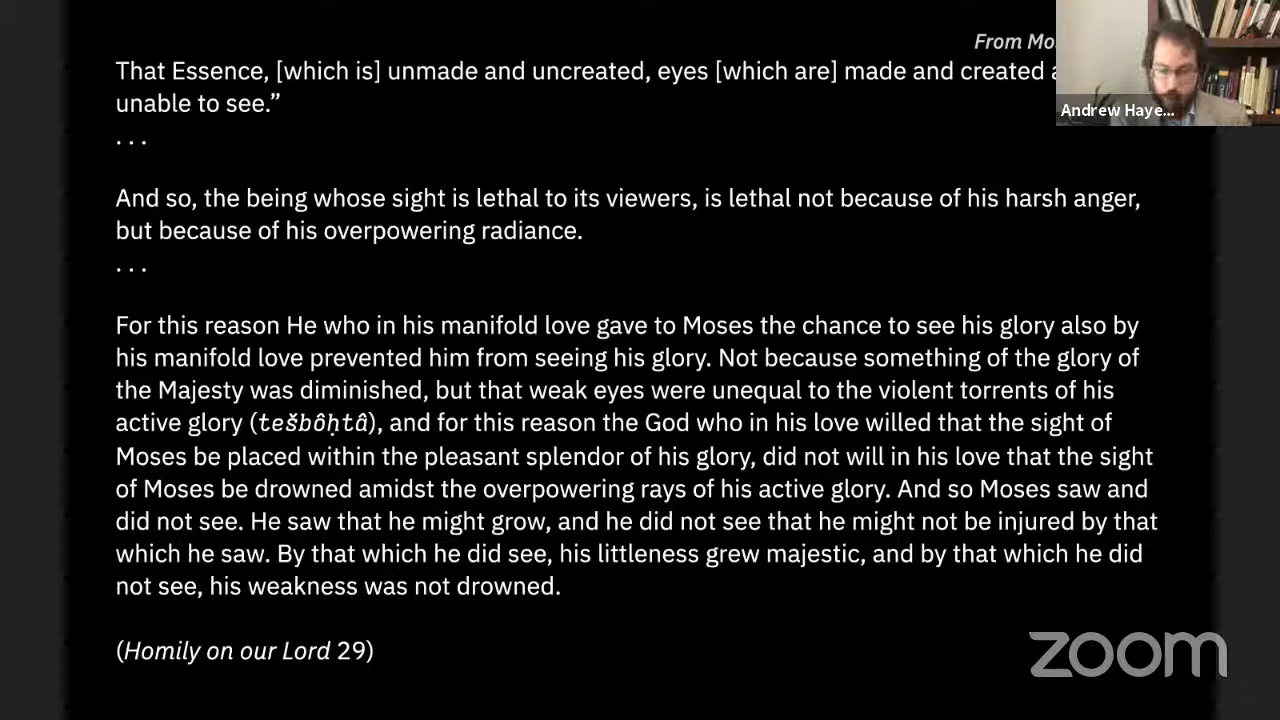 From Mo
That Essence, [which is] unmade and uncreated, eyes [which are] made and created
unable to see.”
. . .
And so, the being whose sight is lethal to its viewers, is lethal not because of his harsh anger,
but because of his overpowering radiance.
. . .
For this reason He who in his manifold love gave to Moses the chance to see his glory also by
his manifold love prevented him from seeing his glory. Not because something of the glory of
the Majesty was diminished, but that weak eyes were unequal to the violent torrents of his
active glory (tešbôḥtâ), and for this reason the God who in his love willed that the sight of
Moses be placed within the pleasant splendor of his glory, did not will in his love that the sight
of Moses be drowned amidst the overpowering rays of his active glory. And so Moses saw and
did not see. He saw that he might grow, and he did not see that he might not be injured by that
which he saw. By that which he did see, his littleness grew majestic, and by that which he did
not see, his weakness was not drowned.
(Homily on our Lord 29)
Andrew Haye...
zoom